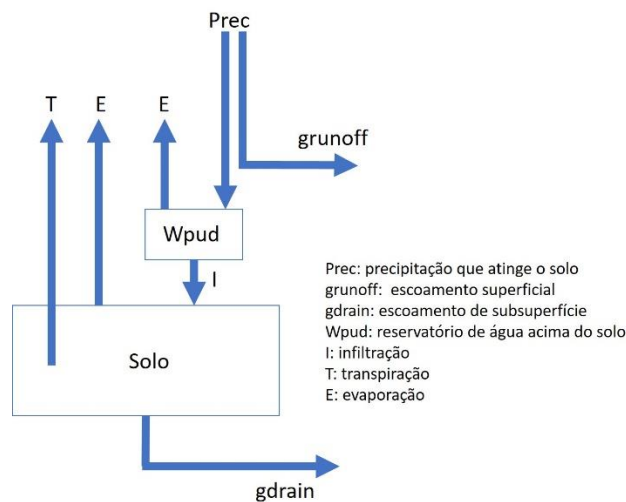 Prec
T
E
E
grunoff
Wpud
I
Solo
gdrain
Prec: precipitação que atinge o solo
grunoff: escoamento superficial
gdrain: escoamento de subsuperfície
Wpud: reservatório de água acima do solo
I: infiltração
T: transpiração
E: evaporação